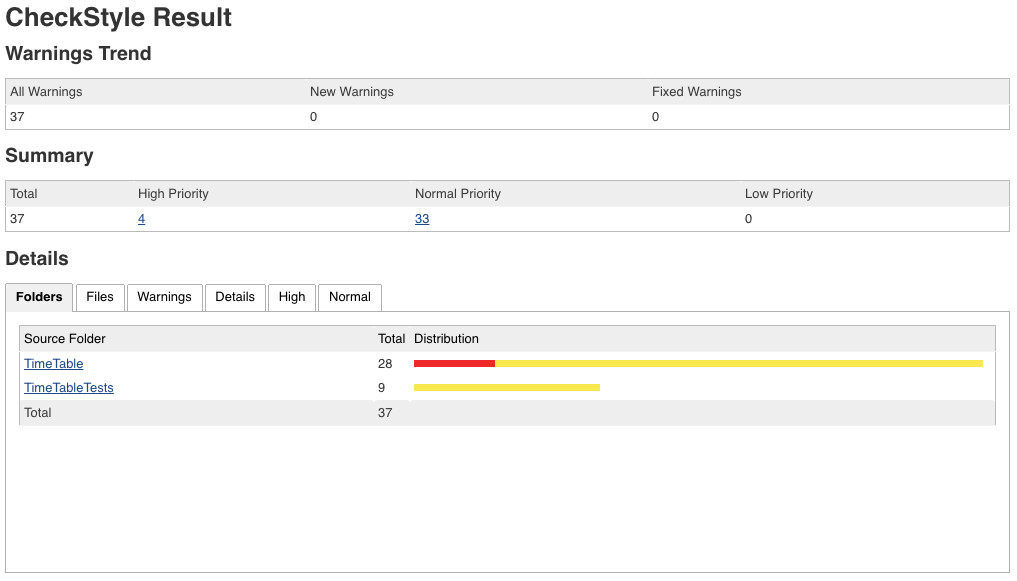 CheckStyle Result
Warnings Trend
All Warnings New Warnings Fixed Warnings
37 0 0
Summary
Total High Priority Normal Priority Low Priority
37 4 33 0
Details
Folders Files Warnings Details High Normal
Source Folder Total Distribution
TimeTable 28
TimeTableTests 9
Total 37